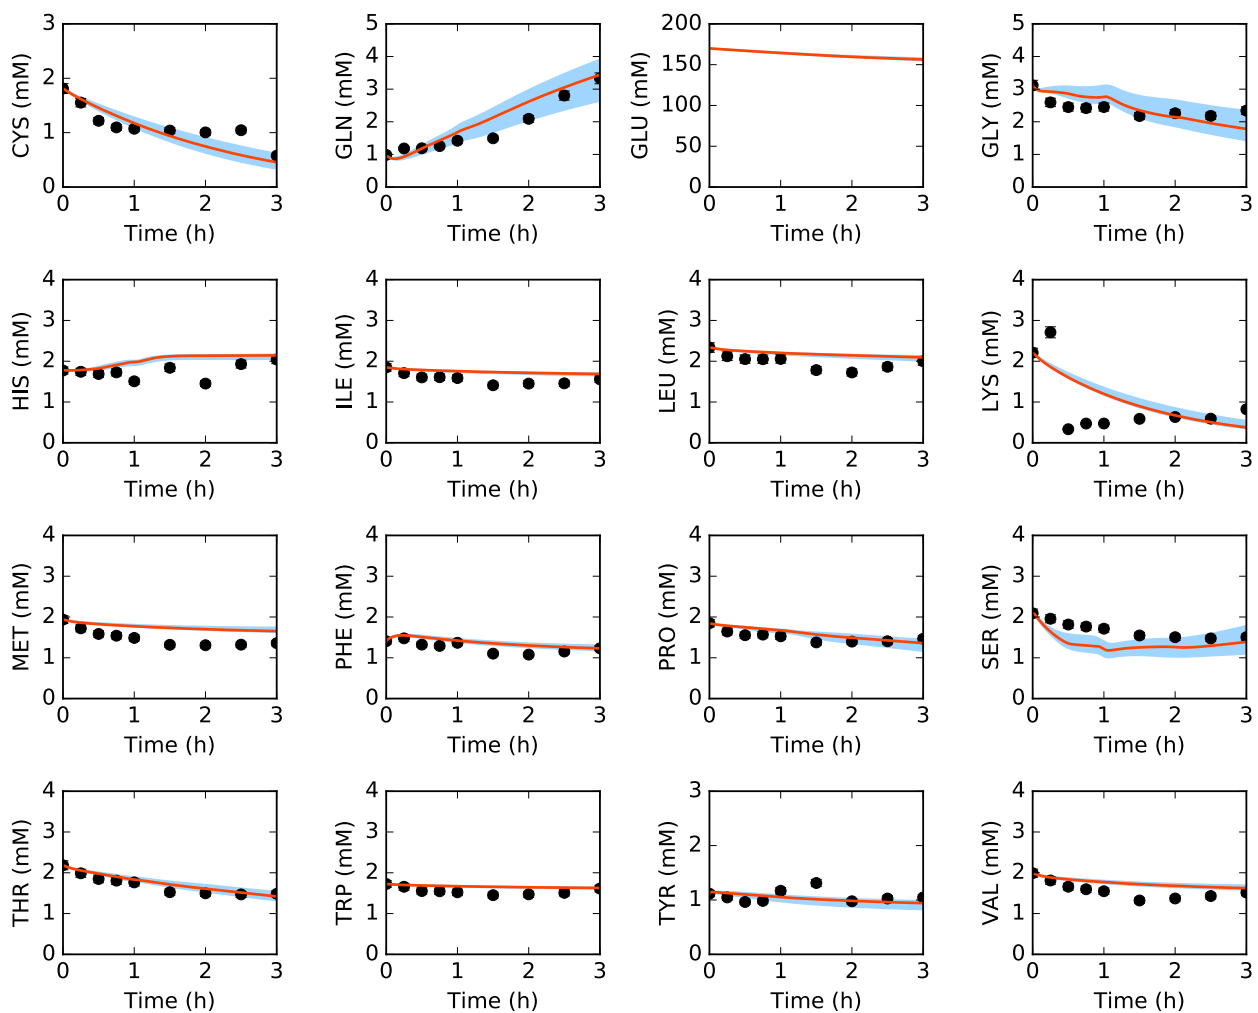 3
2
1
0
CYS (mM)
0 1 2 3
Time (h)
5
4
3
2
1
0
GLN (mM)
0 1 2 3
Time (h)
200
150
100
50
0
GLU (mM)
0 1 2 3
Time (h)
5
4
3
2
1
0
GLY (mM)
0 1 2 3
Time (h)
4
3
2
1
0
HIS (mM)
0 1 2 3
Time (h)
4
3
2
1
0
ILE (mM)
0 1 2 3
Time (h)
4
3
2
1
0
LEU (mM)
0 1 2 3
Time (h)
4
3
2
1
0
LYS (mM)
0 1 2 3
Time (h)
4
3
2
1
0
MET (mM)
0 1 2 3
Time (h)
4
3
2
1
0
PHE (mM)
0 1 2 3
Time (h)
4
3
2
1
0
PRO (mM)
0 1 2 3
Time (h)
4
3
2
1
0
SER (mM)
0 1 2 3
Time (h)
4
3
2
1
0
THR (mM)
0 1 2 3
Time (h)
4
3
2
1
0
TRP (mM)
0 1 2 3
Time (h)
3
2
1
0
TYR (mM)
0 1 2 3
Time (h)
4
3
2
1
0
VAL (mM)
0 1 2 3
Time (h)